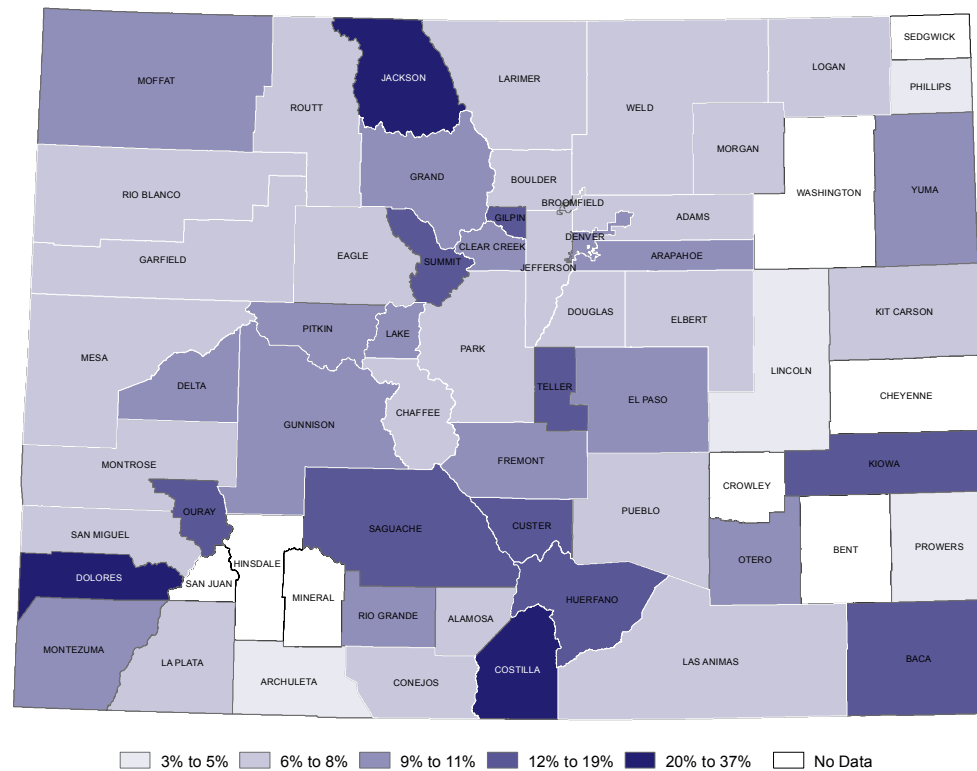 SEDGWICK
LOGAN
MOFFAT
JACKSON
LARIMER
PHILLIPS
ROUTT
WELD
MORGAN
GRAND
BOULDER
RIO BLANCO
WASHINGTON
YUMA
BROOMFIELD
GILPIN
ADAMS
DENVER
CLEAR CREEK
EAGLE
ARAPAHOE
GARFIELD
SUMMIT
JEFFERSON
DOUGLAS
KIT CARSON
ELBERT
PITKIN
LAKE
PARK
MESA
LINCOLN
DELTA
TELLER
CHEYENNE
EL PASO
CHAFFEE
GUNNISON
FREMONT
MONTROSE
KIOWA
CROWLEY
OURAY
PUEBLO
CUSTER
SAGUACHE
SAN MIGUEL
PROWERS
BENT
OTERO
HINSDALE
DOLORES
SAN JUAN
MINERAL
HUERFANO
RIO GRANDE
ALAMOSA
MONTEZUMA
BACA
LA PLATA
LAS ANIMAS
COSTILLA
ARCHULETA
CONEJOS
3% to 5% 6% to 8% 9% to 11% 12% to 19% 20% to 37% No Data